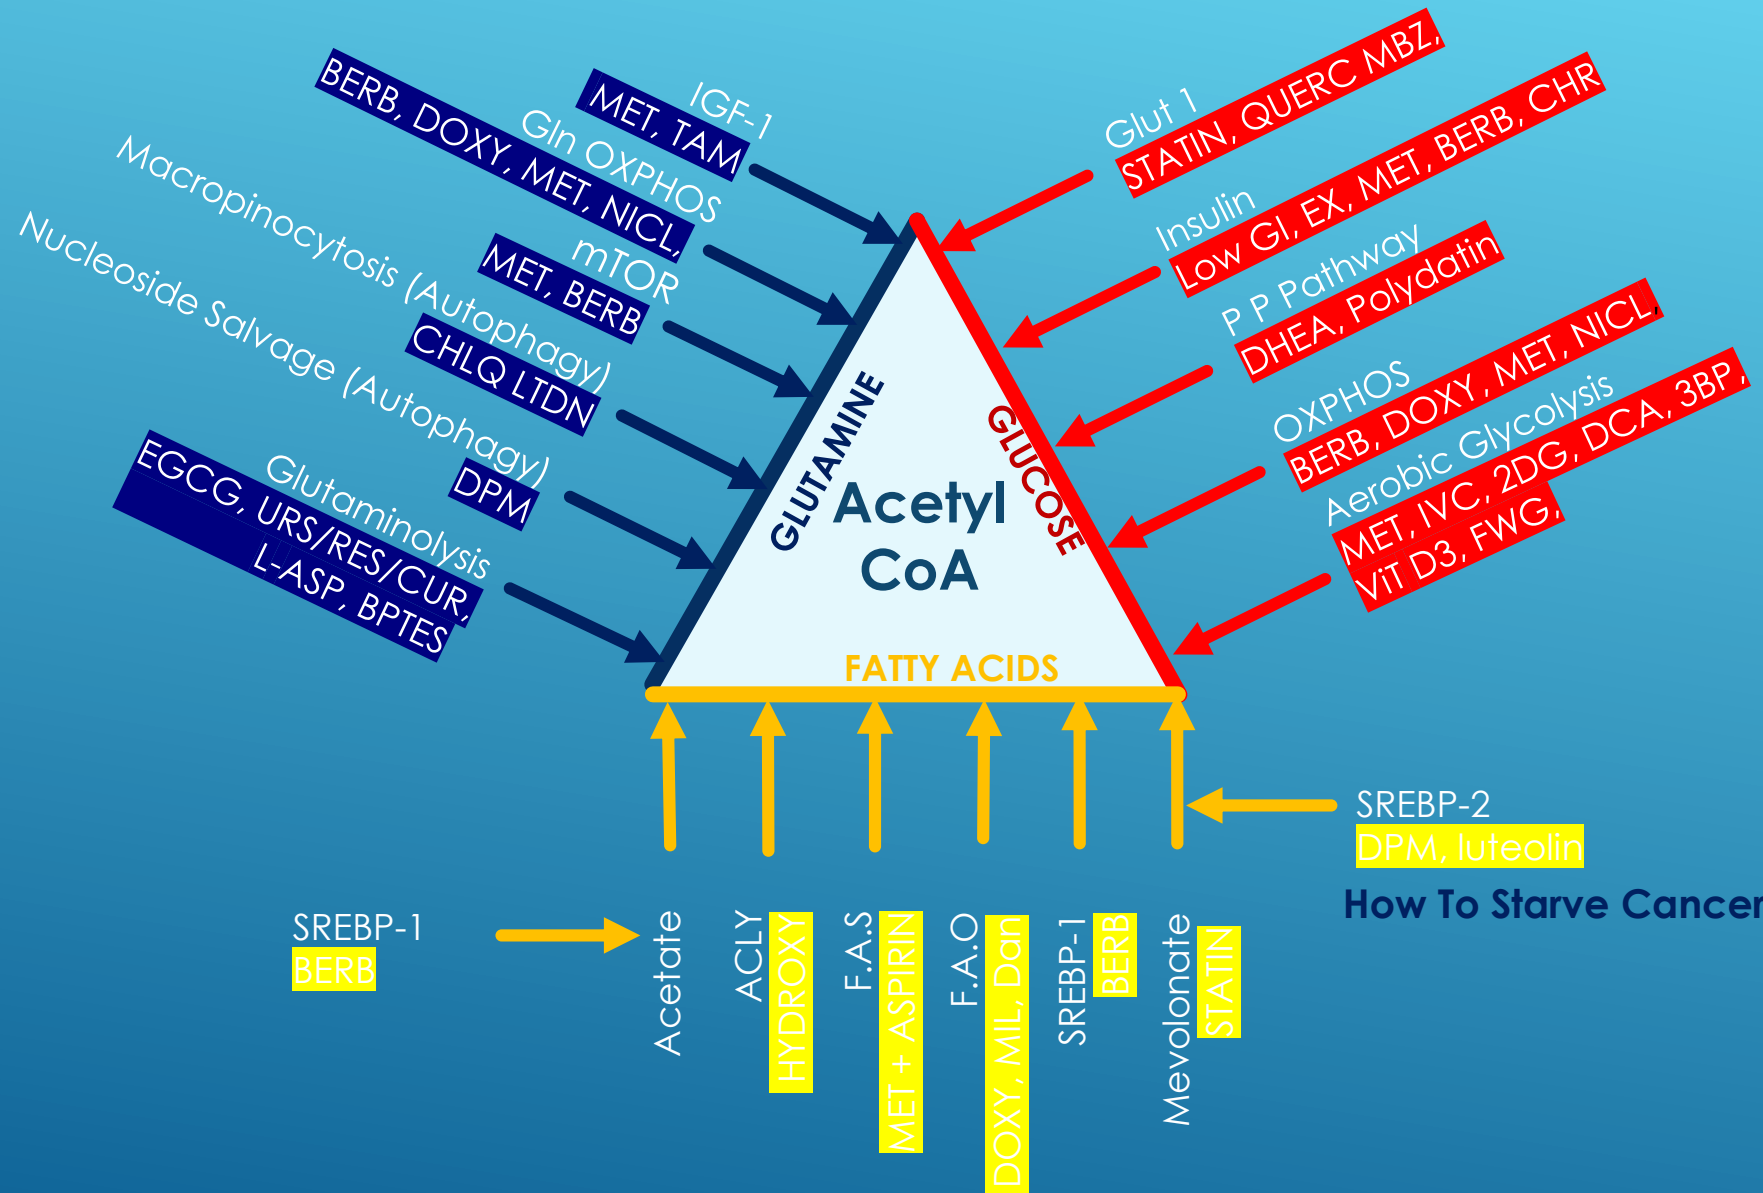 IGF-1
MET, TAM
Gln OXPHOS
BERB, DOXY, MET, NICL,
mTOR
MET, BERB
Macropinocytosis (Autophagy)
CHLQ LTDN
Nucleoside Salvage (Autophagy)
DPM
Glutaminolysis
EGCG, URS/RES/CUR,
L-ASP, BPTES
Glut 1
STATIN, QUERC MBZ,
Insulin
Low GI, EX, MET, BERB, CHR
P P Pathway
DHEA, Polydatin
OXPHOS
BERB, DOXY, MET, NICL,
Aerobic Glycolysis
MET, IVC, 2DG, DCA, 3BP,
ViT D3, FWG,
GLUTAMINE
GLUCOSE
Acetyl
CoA
FATTY ACIDS
SREBP-2
DPM, luteolin
How To Starve Cancer
SREBP-1
BERB
Acetate
ACLY
HYDROXY
F.A.S
MET + ASPIRIN
F.A.O
DOXY, MIL, Dan
SREBP-1
BERB
Mevolonate
STATIN